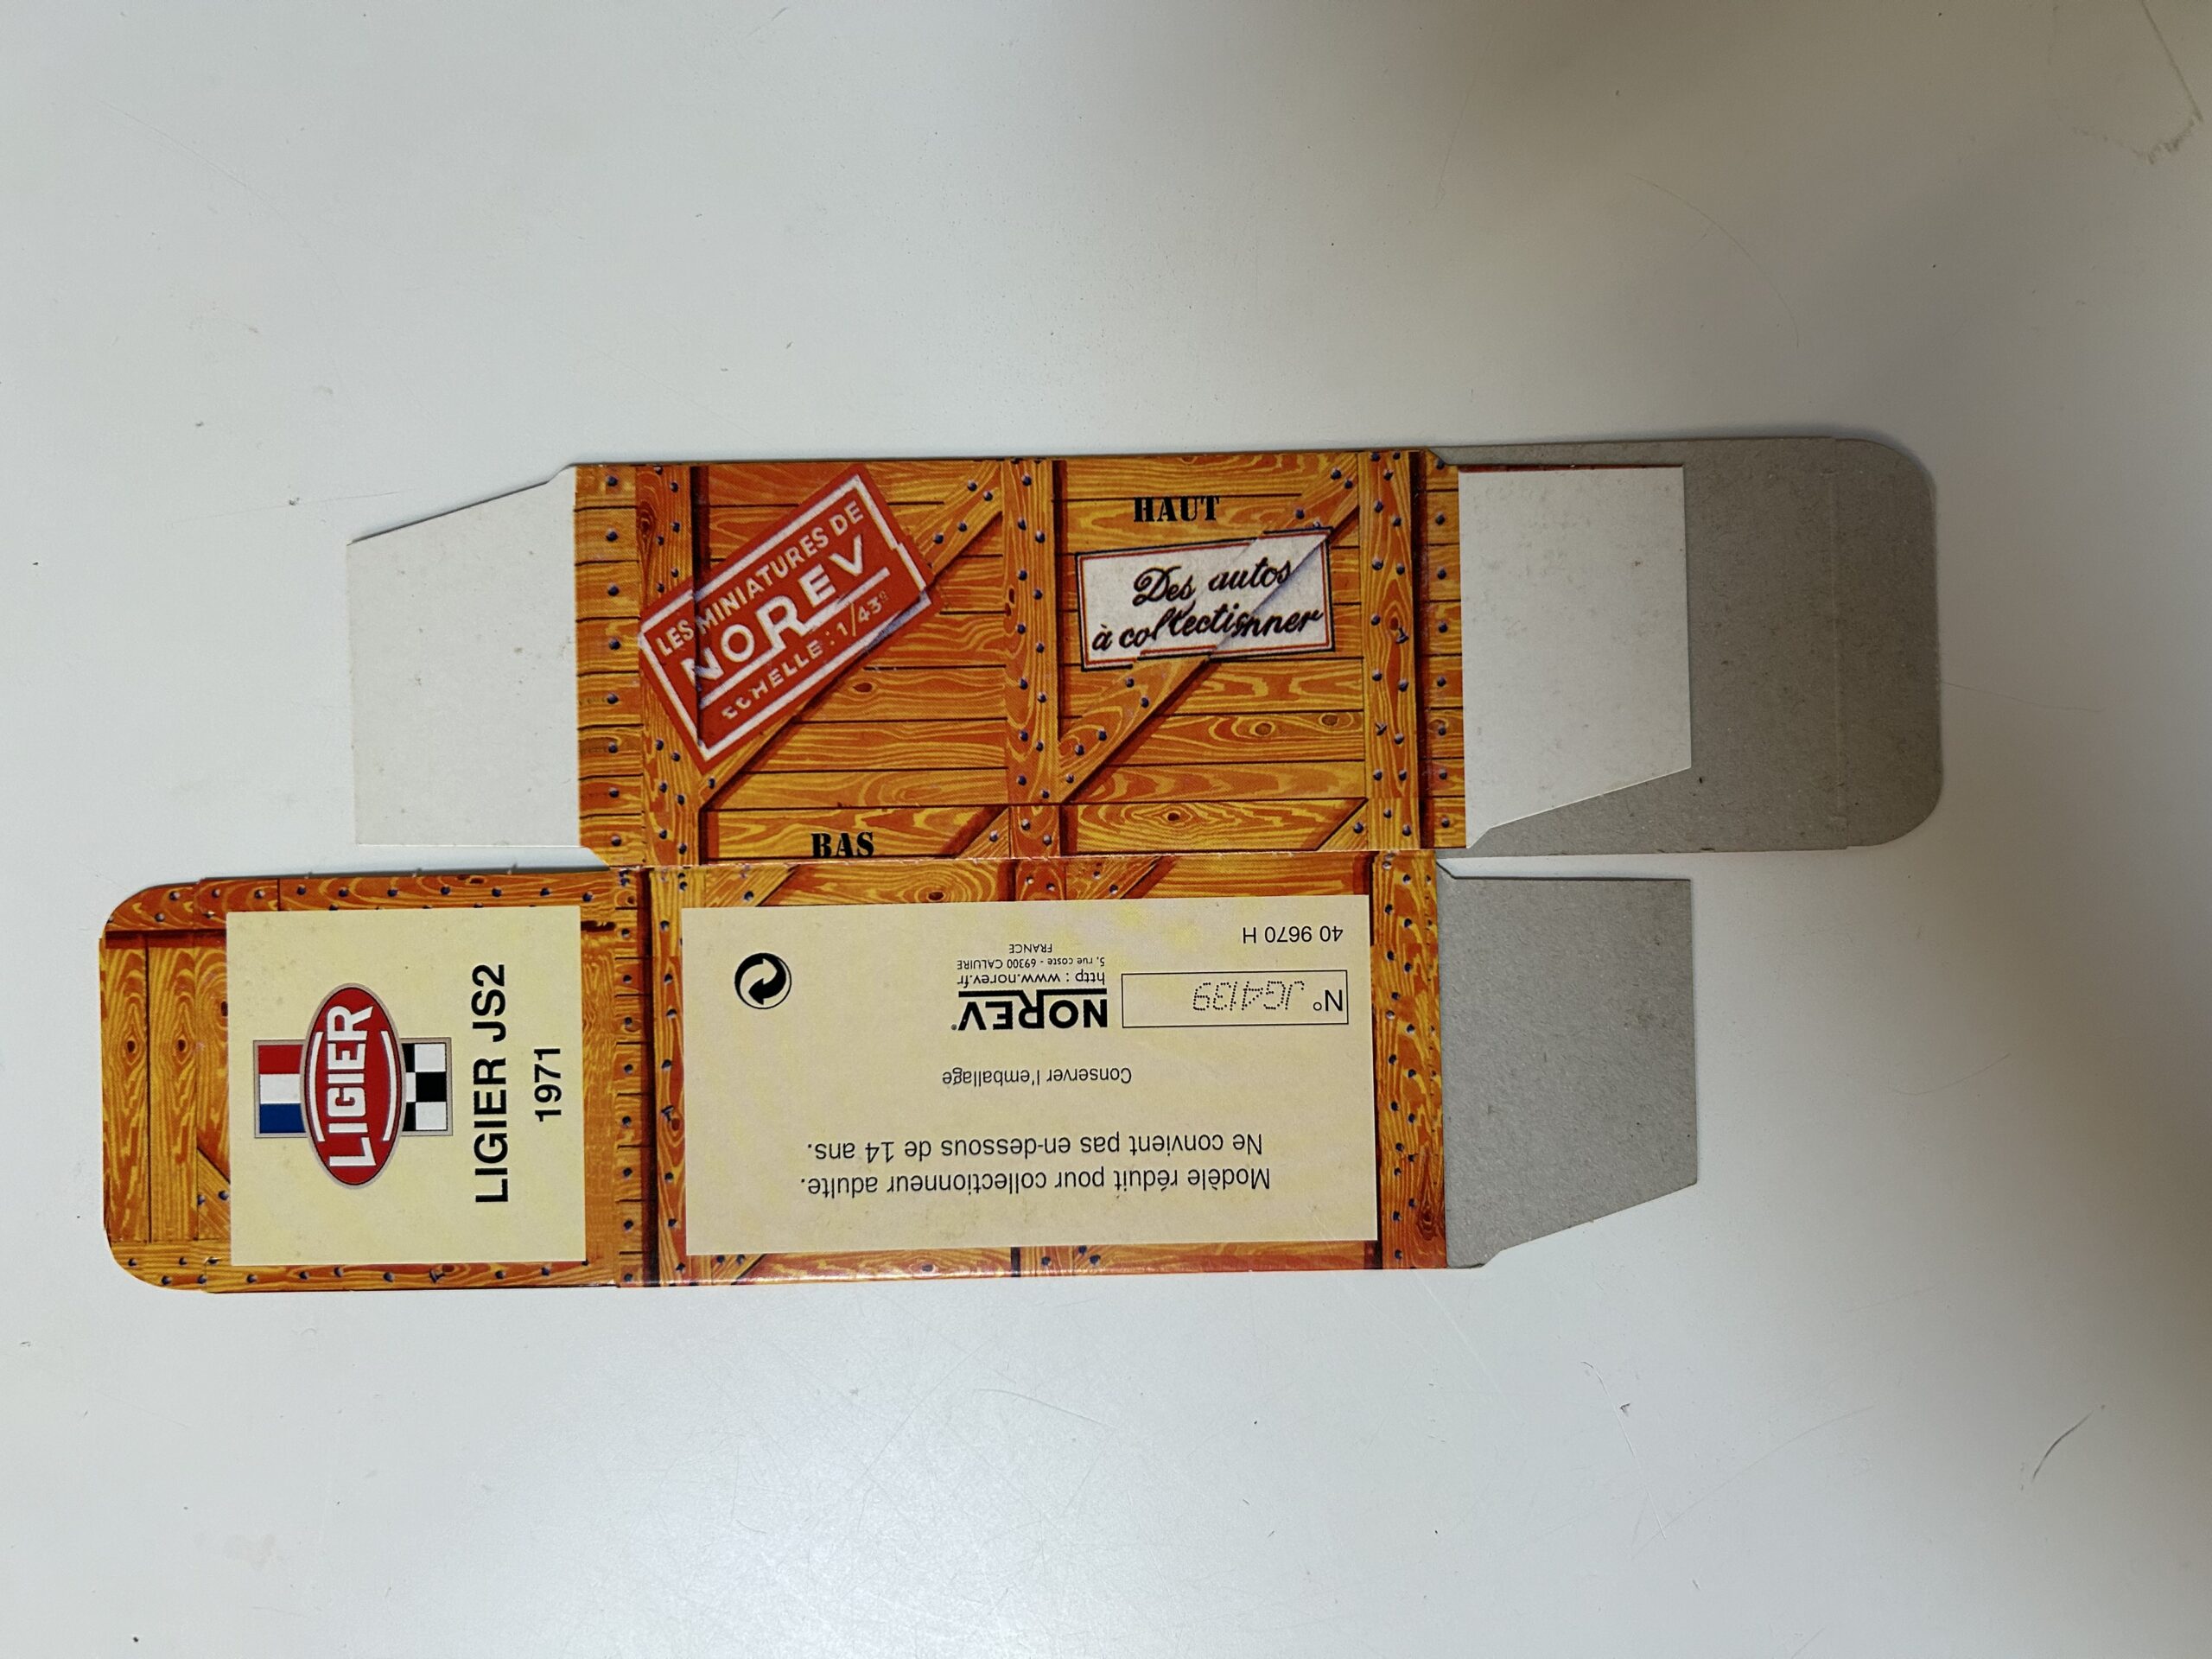 LES MINIATURES DE
NOREV
ECHELLE : 1/43e
HAUT
Des autos
à collectionner
BAS
LIGIER
LIGIER JS2
1971
Modèle réduit pour collectionneur adulte.
Ne convient pas en-dessous de 14 ans.
Conserver l'emballage
N° JG4139
NOREV®
http : www.norev.fr
5, rue coste - 69300 CALUIRE
FRANCE
40 9670 H